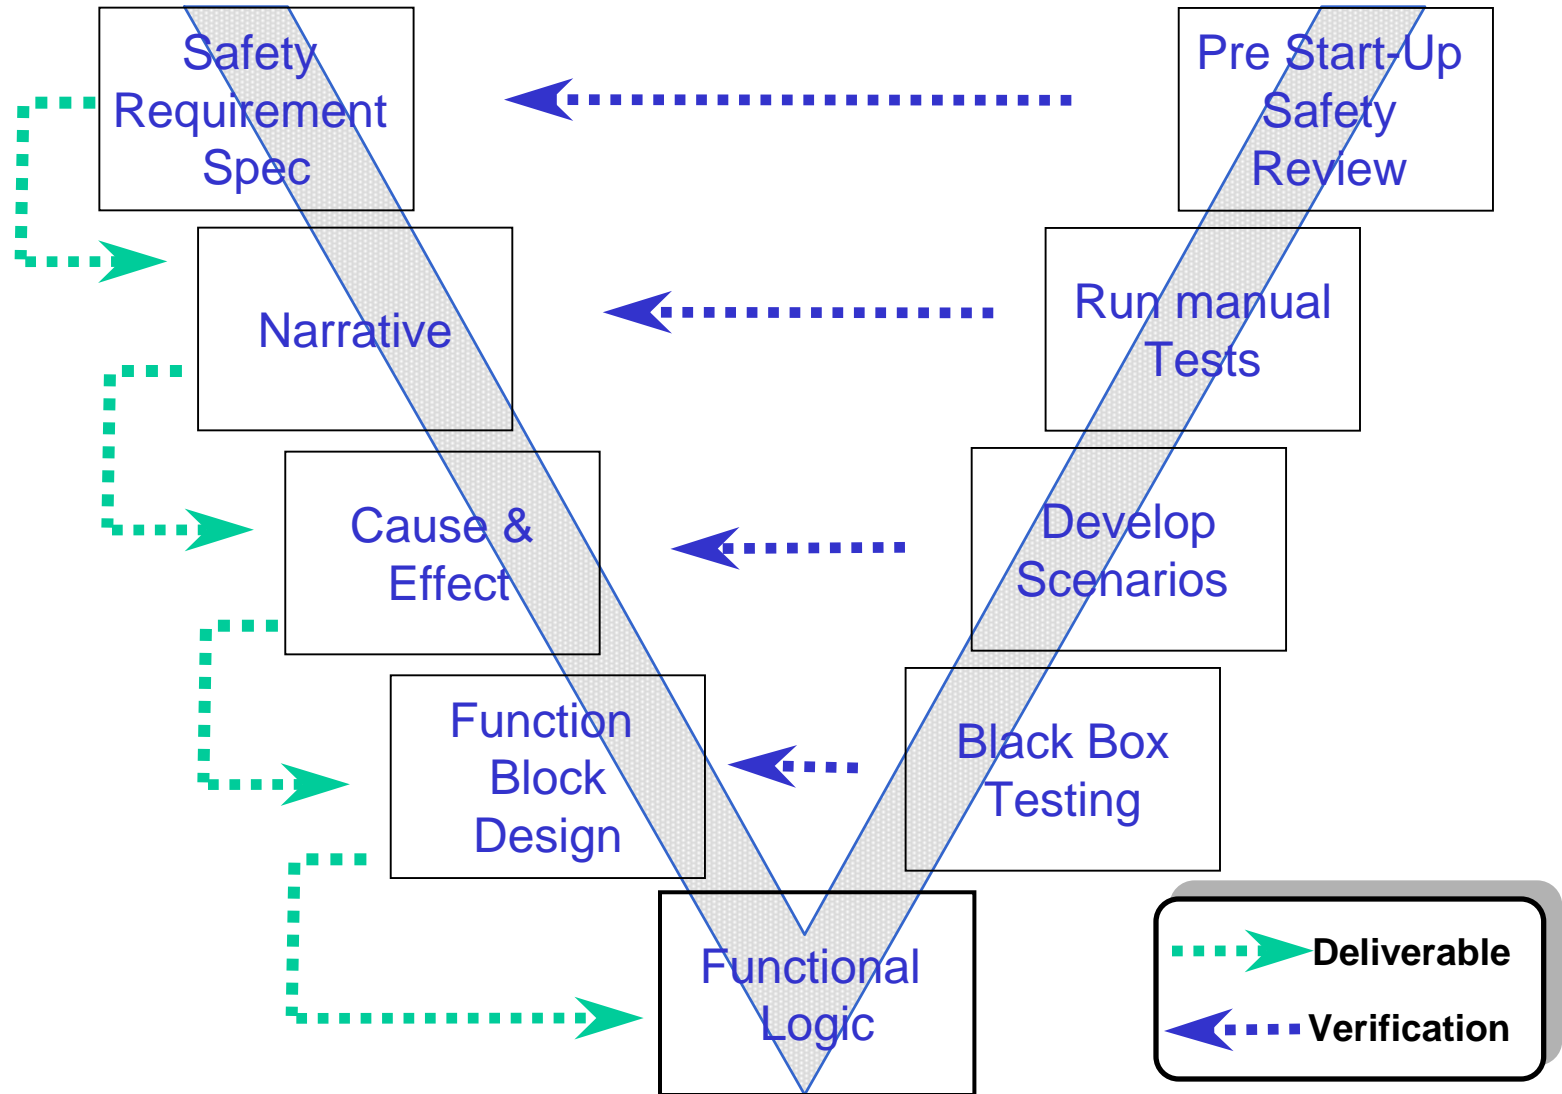 Safety
Requirement
Spec
Pre Start-Up
Safety
Review
Narrative
Run manual
Tests
Cause &
Effect
Develop
Scenarios
Function
Block
Design
Black Box
Testing
Functional
Logic
Deliverable
Verification